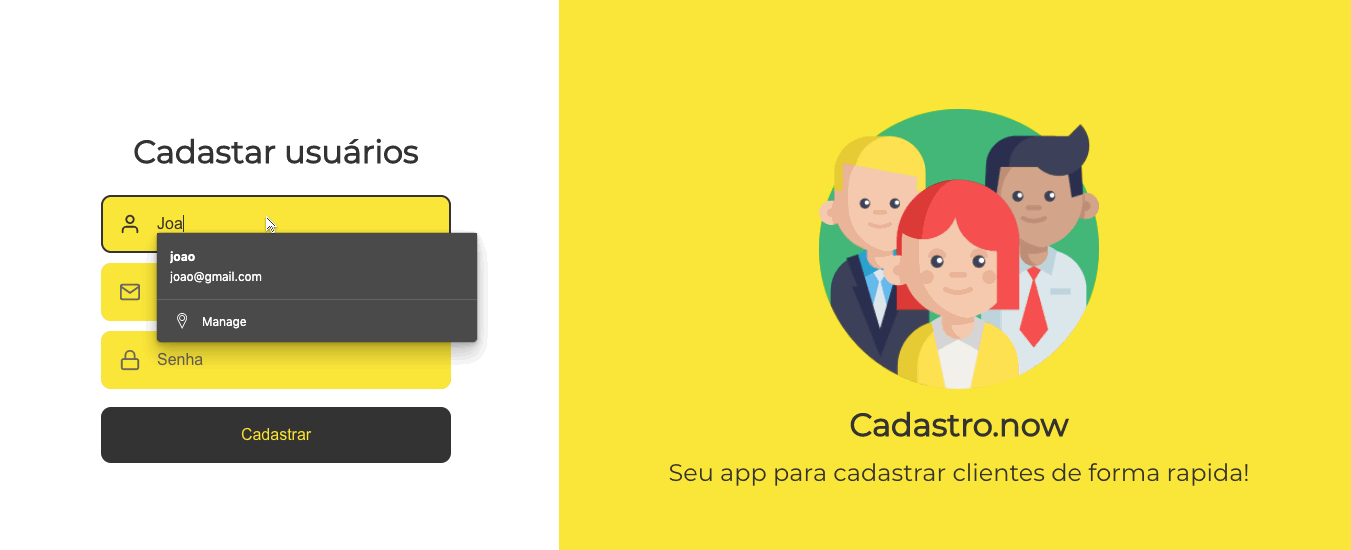 Cadastar usuários
Joa
joao
joao@gmail.com
Manage
Senha
Cadastrar
Cadastro.now
Seu app para cadastrar clientes de forma rapida!